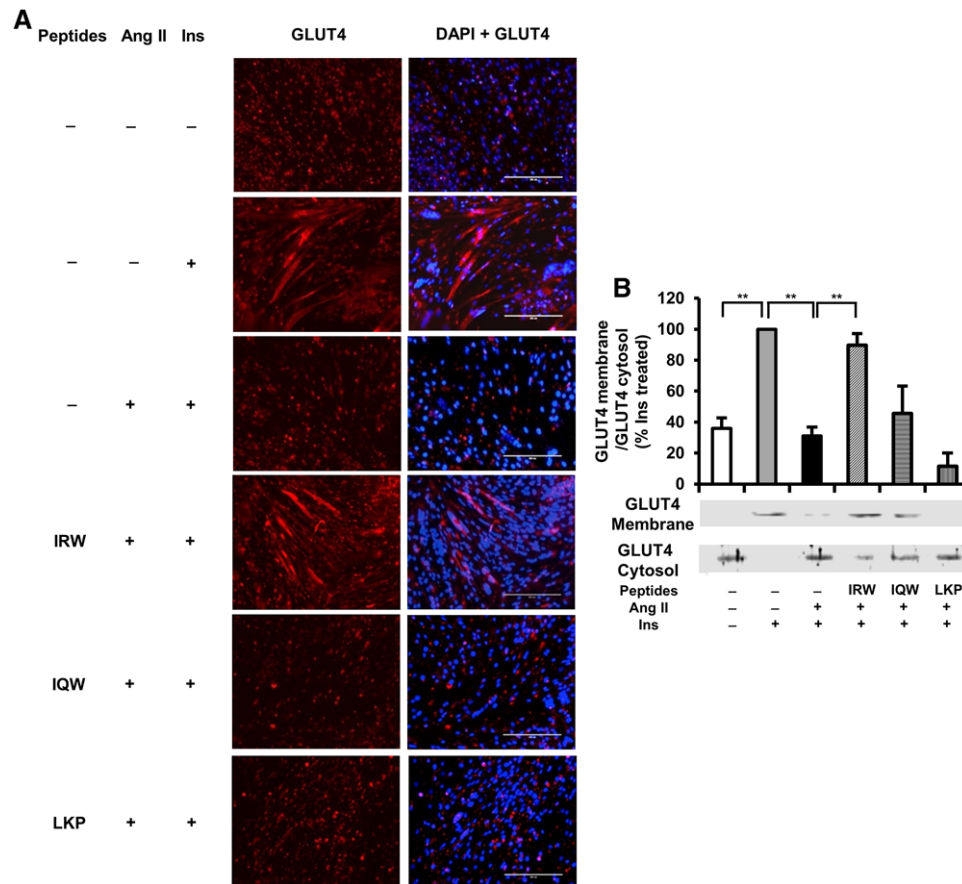 A
Peptides Ang II Ins GLUT4 DAPI + GLUT4
– – –
– – +
– + +
IRW + +
IQW + +
LKP + +
B
GLUT4 membrane
/GLUT4 cytosol
(% Ins treated)
120
100
80
60
40
20
0
** ** **
GLUT4
Membrane
GLUT4
Cytosol
Peptides – – – IRW IQW LKP
Ang II – – + + + +
Ins – + + + + +